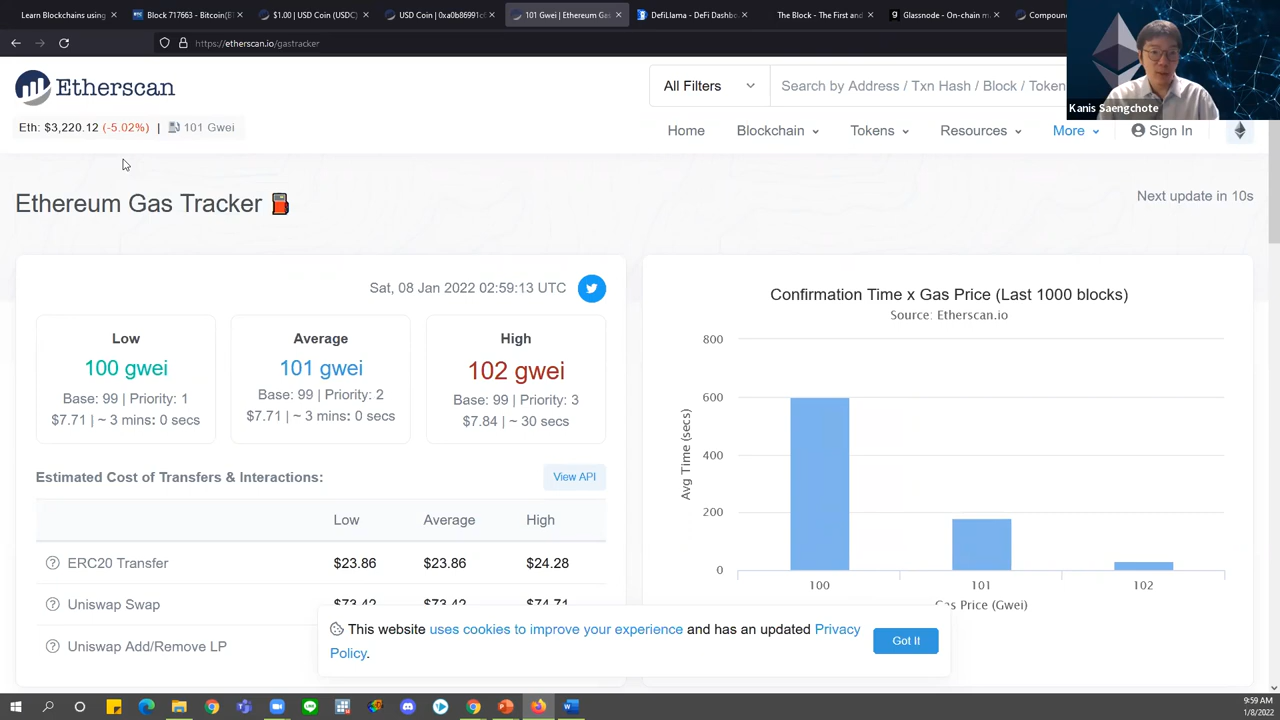 Learn Blockchains using
Block 717663 - Bitcoin(B
$1.00 | USD Coin (USDC)
USD Coin | 0xa0b86991c
101 Gwei | Ethereum Gas
DefiLlama - DeFi Dashbo
The Block - The First and
Glassnode - On-chain m
Compoun
https://etherscan.io/gastracker
Kanis Saengchote
Etherscan
All Filters
Search by Address / Txn Hash / Block / Token
Eth: $3,220.12 (-5.02%) | 101 Gwei
Home
Blockchain
Tokens
Resources
More
Sign In
Ethereum Gas Tracker
Next update in 10s
Sat, 08 Jan 2022 02:59:13 UTC
Low
100 gwei
Base: 99 | Priority: 1
$7.71 | ~ 3 mins: 0 secs
Average
101 gwei
Base: 99 | Priority: 2
$7.71 | ~ 3 mins: 0 secs
High
102 gwei
Base: 99 | Priority: 3
$7.84 | ~ 30 secs
Estimated Cost of Transfers & Interactions:
View API
Low Average High
ERC20 Transfer $23.86 $23.86 $24.28
Uniswap Swap $73.42 $73.42 $74.71
Uniswap Add/Remove LP
Confirmation Time x Gas Price (Last 1000 blocks)
Source: Etherscan.io
Avg Time (secs)
800
600
400
200
0
100 101 102
Gas Price (Gwei)
This website uses cookies to improve your experience and has an updated Privacy
Policy.
Got It
9:59 AM
1/8/2022